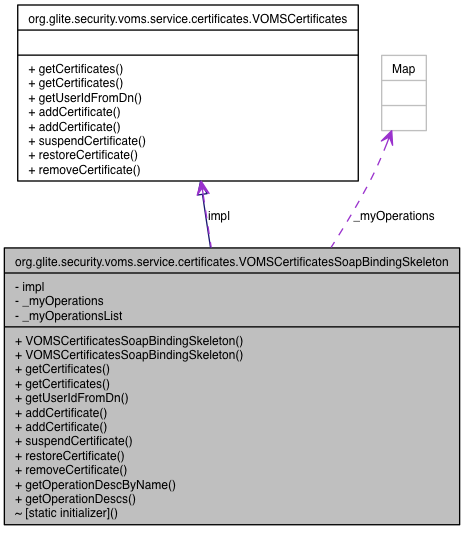 org.glite.security.voms.service.certificates.VOMSCertificates
+ getCertificates()
+ getCertificates()
+ getUserIdFromDn()
+ addCertificate()
+ addCertificate()
+ suspendCertificate()
+ restoreCertificate()
+ removeCertificate()
Map
impl
_myOperations
org.glite.security.voms.service.certificates.VOMSCertificatesSoapBindingSkeleton
- impl
- _myOperations
- _myOperationsList
+ VOMSCertificatesSoapBindingSkeleton()
+ VOMSCertificatesSoapBindingSkeleton()
+ getCertificates()
+ getCertificates()
+ getUserIdFromDn()
+ addCertificate()
+ addCertificate()
+ suspendCertificate()
+ restoreCertificate()
+ removeCertificate()
+ getOperationDescByName()
+ getOperationDescs()
~ [static initializer]()